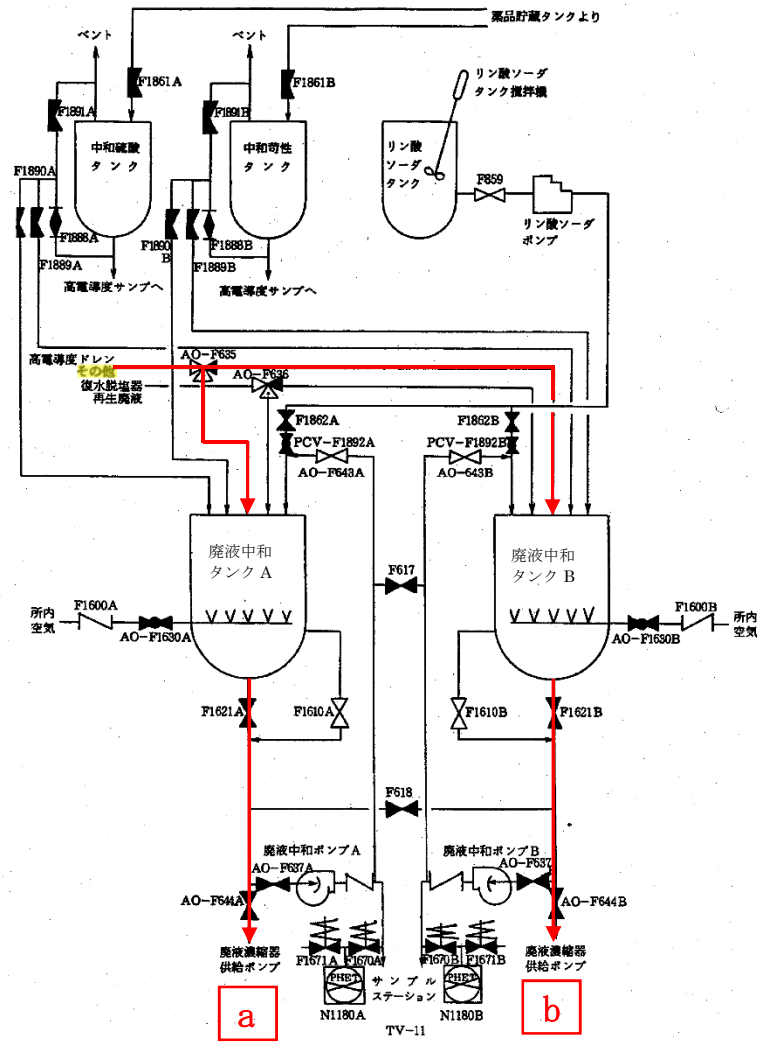 薬品貯蔵タンクより
ベント
ベント
F1861A
F1861B
リン酸ソーダ
タンク攪拌機
F1891A
F1891B
中和硫酸
タンク
中和苛性
タンク
リン酸
ソーダ
タンク
F859
リン酸ソーダ
ポンプ
F1890A
F1888A
F1889A
F1890
B
F1888B
F1889B
高電導度サンプへ
高電導度サンプへ
高電導度ドレン
その他
復水脱塩器
再生廃液
AO-F635
AO-F636
F1862A
PCV-F1892A
AO-F643A
F1862B
PCV-F1892B
AO-643B
廃液中和
タンク A
廃液中和
タンク B
F617
所内
空気
F1600A
AO-F1630A
F1600B
AO-F1630B
所内
空気
F1621A
F1610A
F1610B
F1621B
F618
廃液中和ポンプA
AO-F637A
廃液中和ポンプB
AO-F637
AO-F644A
AO-F644B
廃液濃縮器
供給ポンプ
F1671A
F1670A
PHET
N1180A
サンプル
ステーション
F1670B
F1671B
PHET
N1180B
廃液濃縮器
供給ポンプ
a
b
TV-11